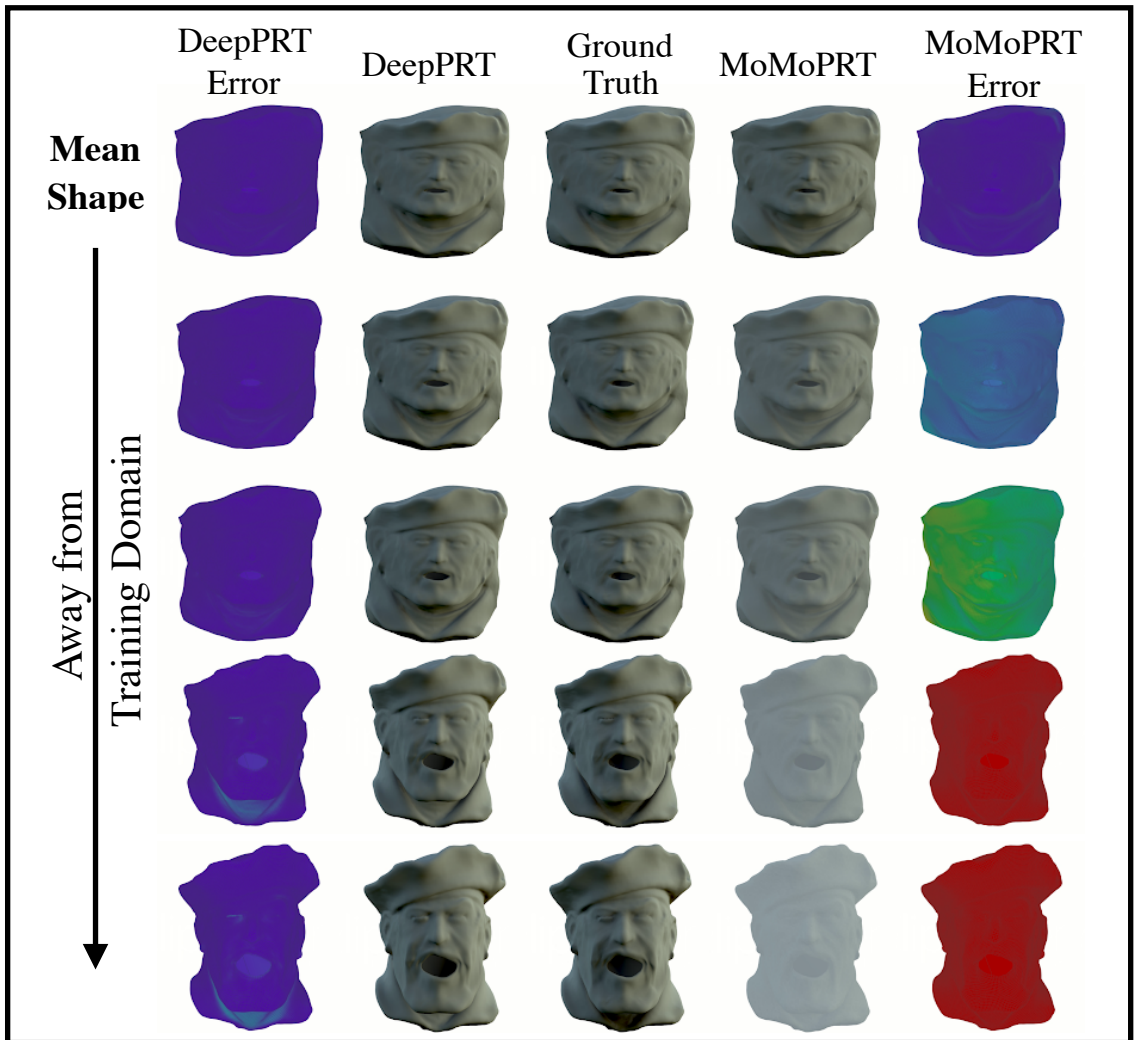 DeepPRT
Error
DeepPRT
Ground
Truth
MoMoPRT
MoMoPRT
Error
Mean
Shape
Away from
Training Domain